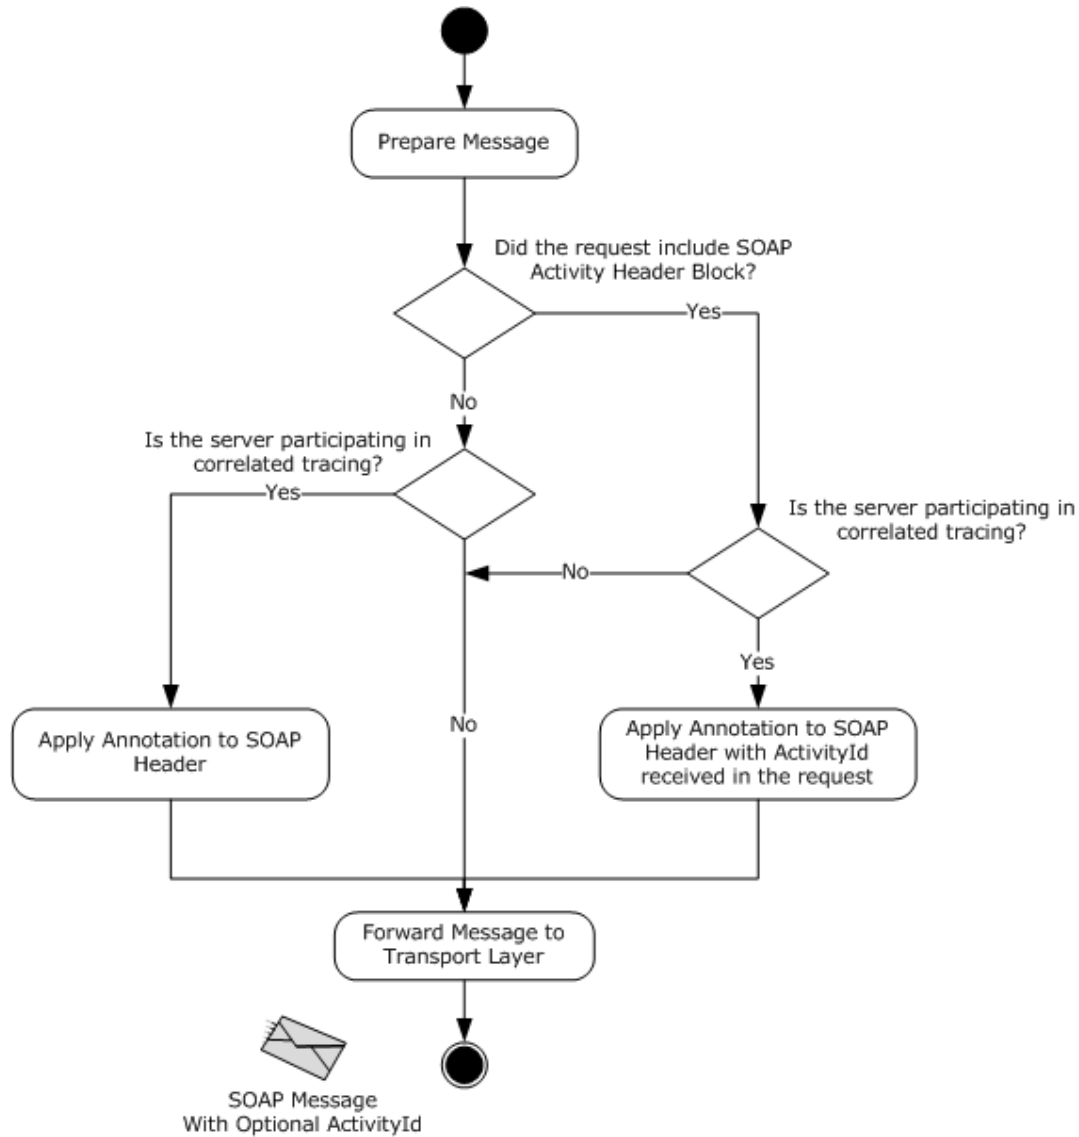 Prepare Message
Did the request include SOAP
Activity Header Block?
Yes
No
Is the server participating in
correlated tracing?
Yes
Is the server participating in
correlated tracing?
No
Yes
Apply Annotation to SOAP
Header
No
Apply Annotation to SOAP
Header with ActivityId
received in the request
Forward Message to
Transport Layer
SOAP Message
With Optional ActivityId